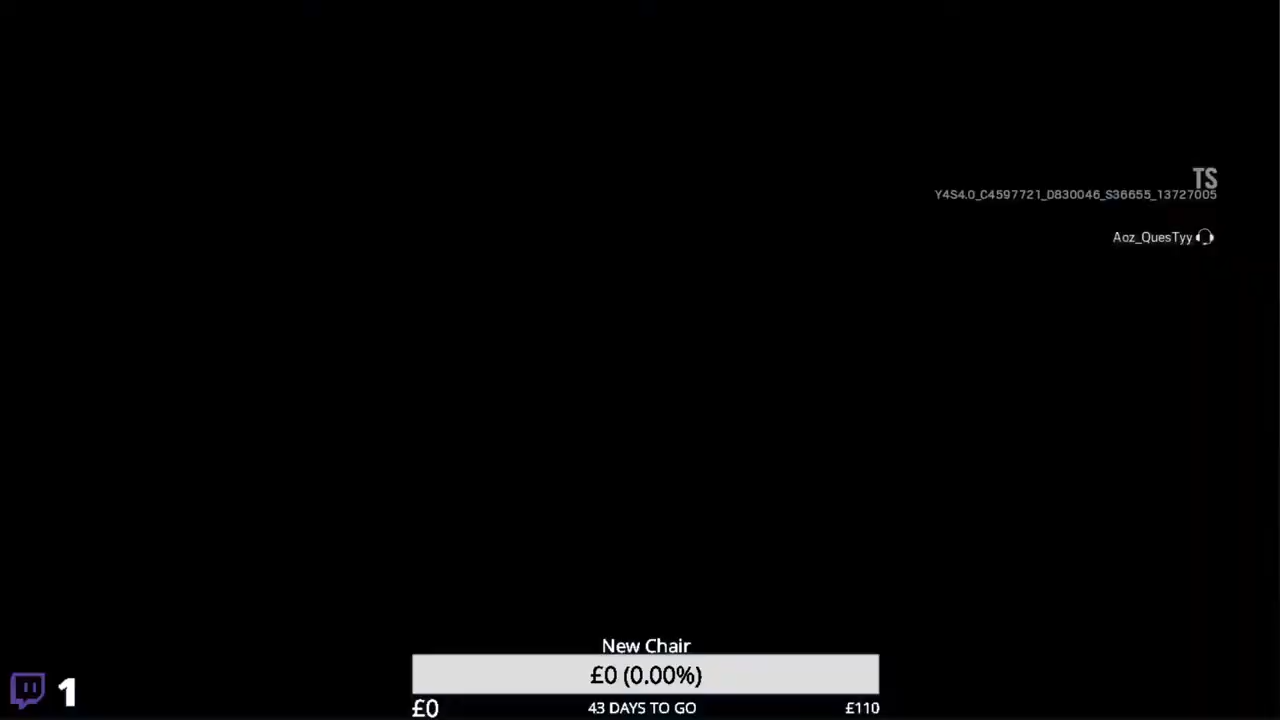 TS
Y4S4.0_C4597721_D830046_S36655_13727005
Aoz_QuesTyy
New Chair
£0 (0.00%)
£0 43 DAYS TO GO £110
1